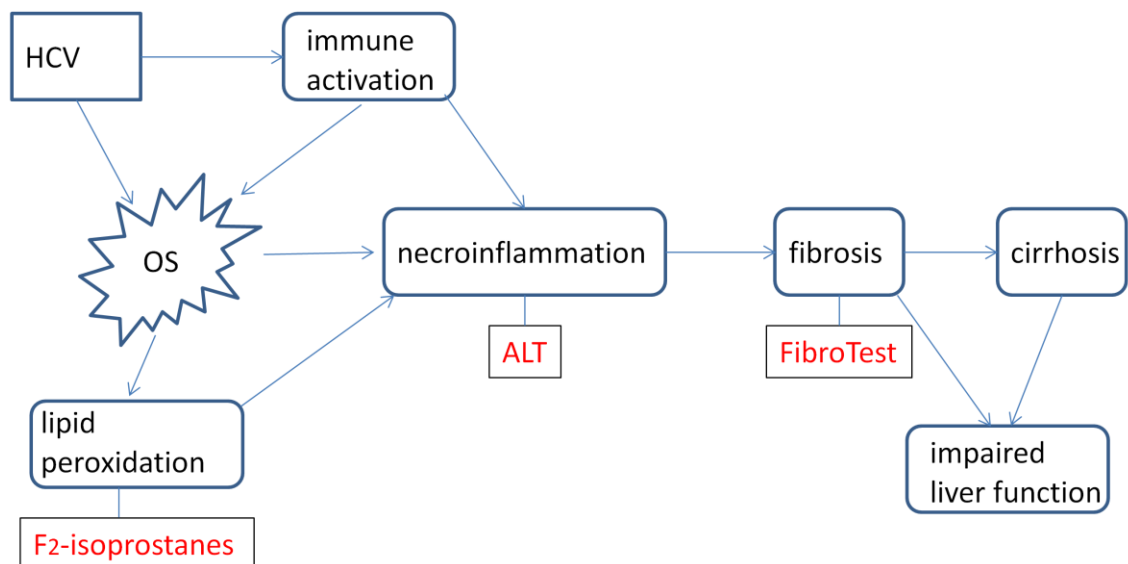 HCV
immune
activation
OS
necroinflammation
fibrosis
cirrhosis
ALT
FibroTest
lipid
peroxidation
impaired
liver function
F2-isoprostanes